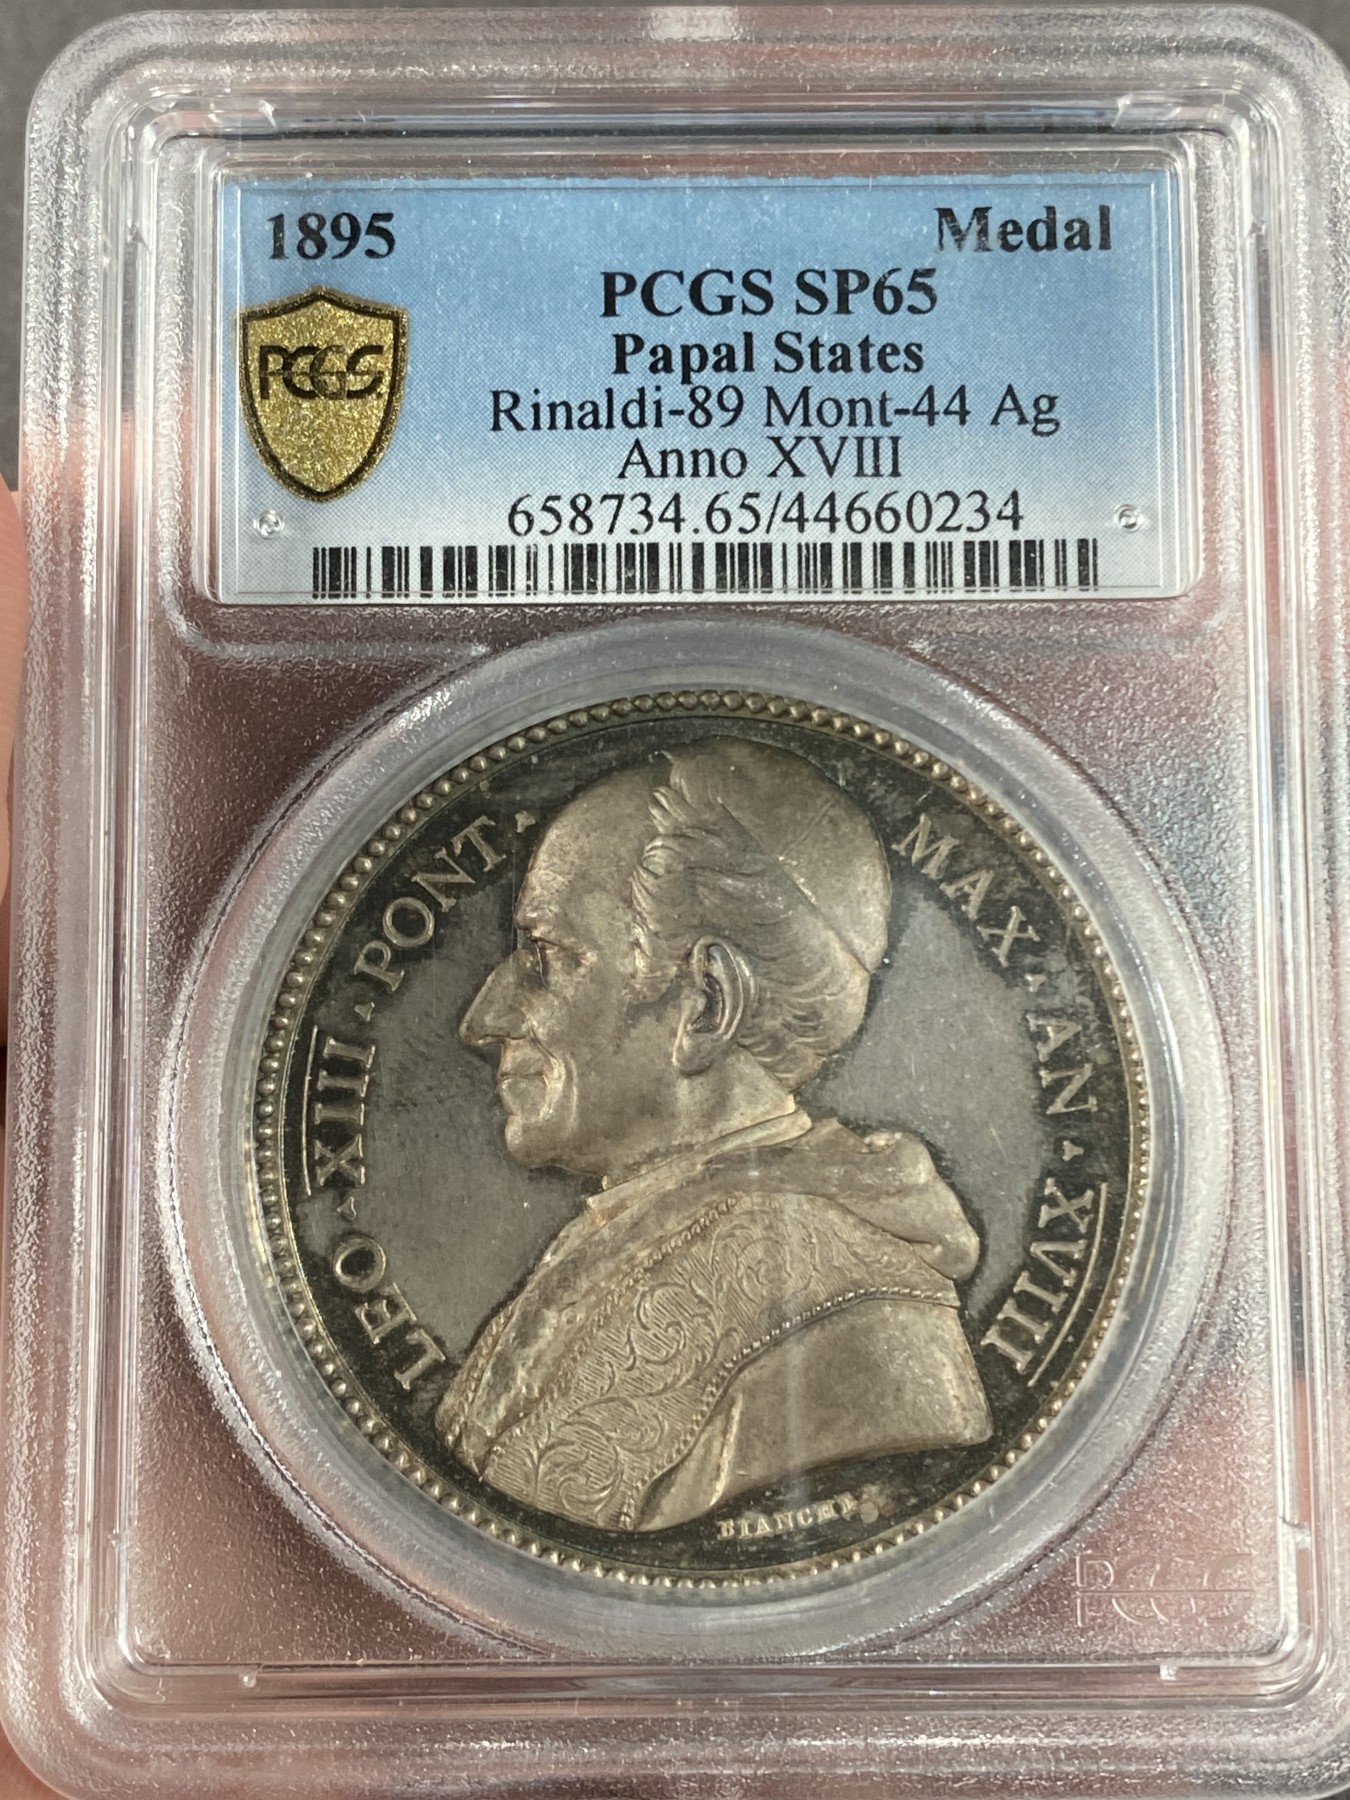 1895 Medal
PCGS SP65
Papal States
PCGS
Rinaldi-89 Mont-44 Ag
Anno XVIII
658734.65/44660234
LEO · XIII · PONT · MAX · AN · XVIII
BIANCHI
PCGS